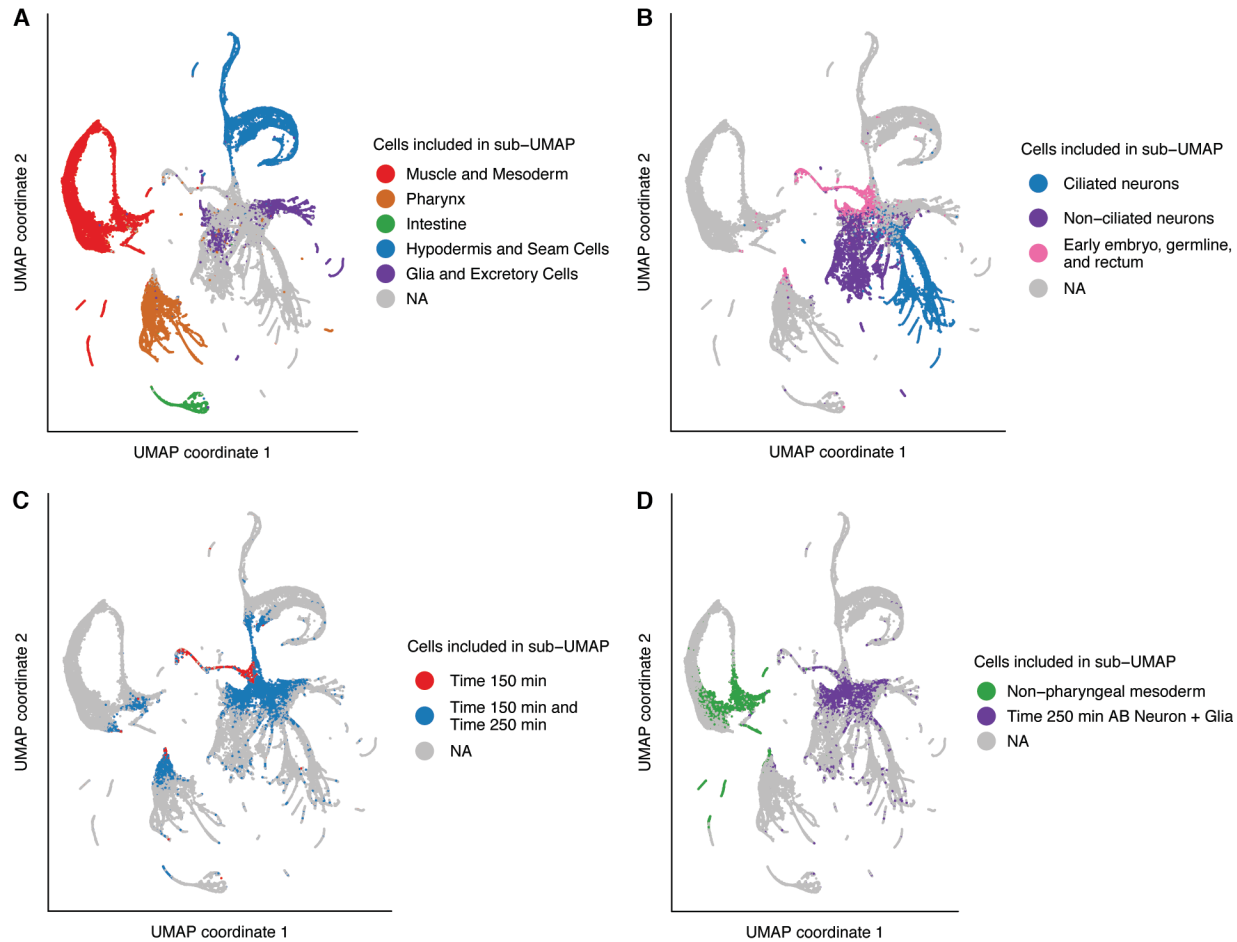 A
UMAP coordinate 2
UMAP coordinate 1
Cells included in sub−UMAP
Muscle and Mesoderm
Pharynx
Intestine
Hypodermis and Seam Cells
Glia and Excretory Cells
NA
B
UMAP coordinate 2
UMAP coordinate 1
Cells included in sub−UMAP
Ciliated neurons
Non−ciliated neurons
Early embryo, germline,
and rectum
NA
C
UMAP coordinate 2
UMAP coordinate 1
Cells included in sub−UMAP
Time 150 min
Time 150 min and
Time 250 min
NA
D
UMAP coordinate 2
UMAP coordinate 1
Cells included in sub−UMAP
Non−pharyngeal mesoderm
Time 250 min AB Neuron + Glia
NA